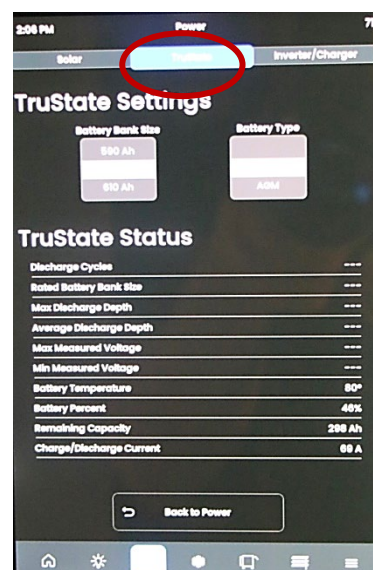 2:06 PM Power
Solar Inverter/Charger
TruState Settings
Battery Bank Size Battery Type
590 Ah
610 Ah AGM
TruState Status
Discharge Cycles ---
Rated Battery Bank Size ---
Max Discharge Depth ---
Average Discharge Depth ---
Max Measured Voltage ---
Min Measured Voltage ---
Battery Temperature 80°
Battery Percent 46%
Remaining Capacity 298 Ah
Charge/Discharge Current 69 A
Back to Power